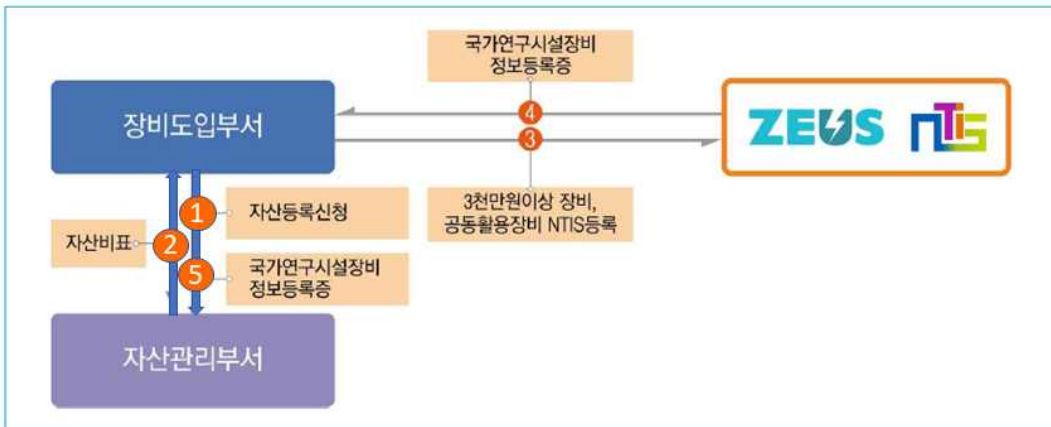 국가연구시설장비
정보등록증
장비도입부서
4
3
ZEUS NTIS
1
자산등록신청
3천만원이상 장비,
공동활용장비 NTIS등록
자산비표
2
5
국가연구시설장비
정보등록증
자산관리부서